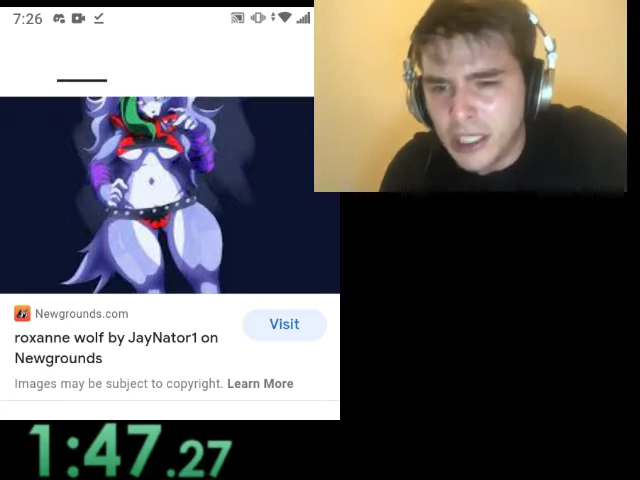 7:26
Newgrounds.com
roxanne wolf by JayNator1 on
Newgrounds
Visit
Images may be subject to copyright. Learn More
1:47.27